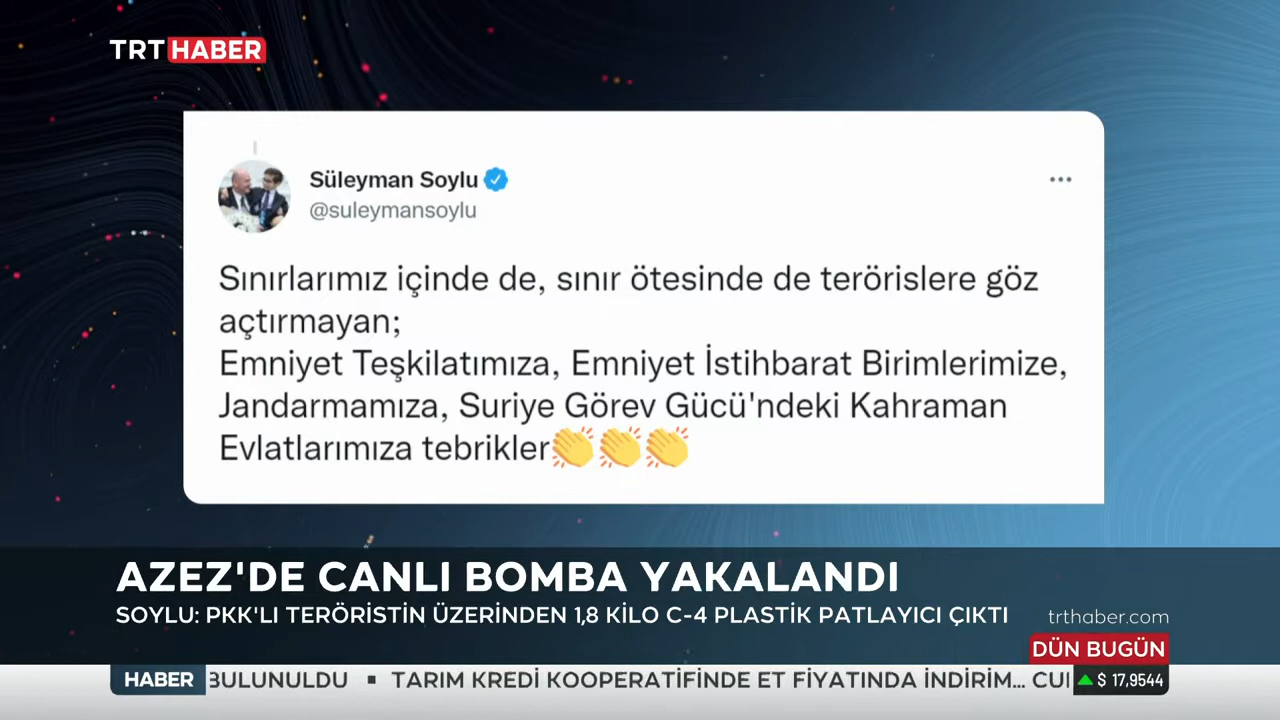 TRT HABER
Süleyman Soylu
@suleymansoylu
Sınırlarımız içinde de, sınır ötesinde de terörislere göz
açtırmayan;
Emniyet Teşkilatımıza, Emniyet İstihbarat Birimlerimize,
Jandarmamıza, Suriye Görev Gücü'ndeki Kahraman
Evlatlarımıza tebrikler👏👏👏
AZEZ'DE CANLI BOMBA YAKALANDI
SOYLU: PKK'LI TERÖRİSTİN ÜZERİNDEN 1,8 KİLO C-4 PLASTİK PATLAYICI ÇIKTI
trthaber.com
DÜN BUGÜN
HABER BULUNULDU ▪ TARIM KREDİ KOOPERATİFİNDE ET FİYATINDA İNDİRİM... CU $ 17,9544